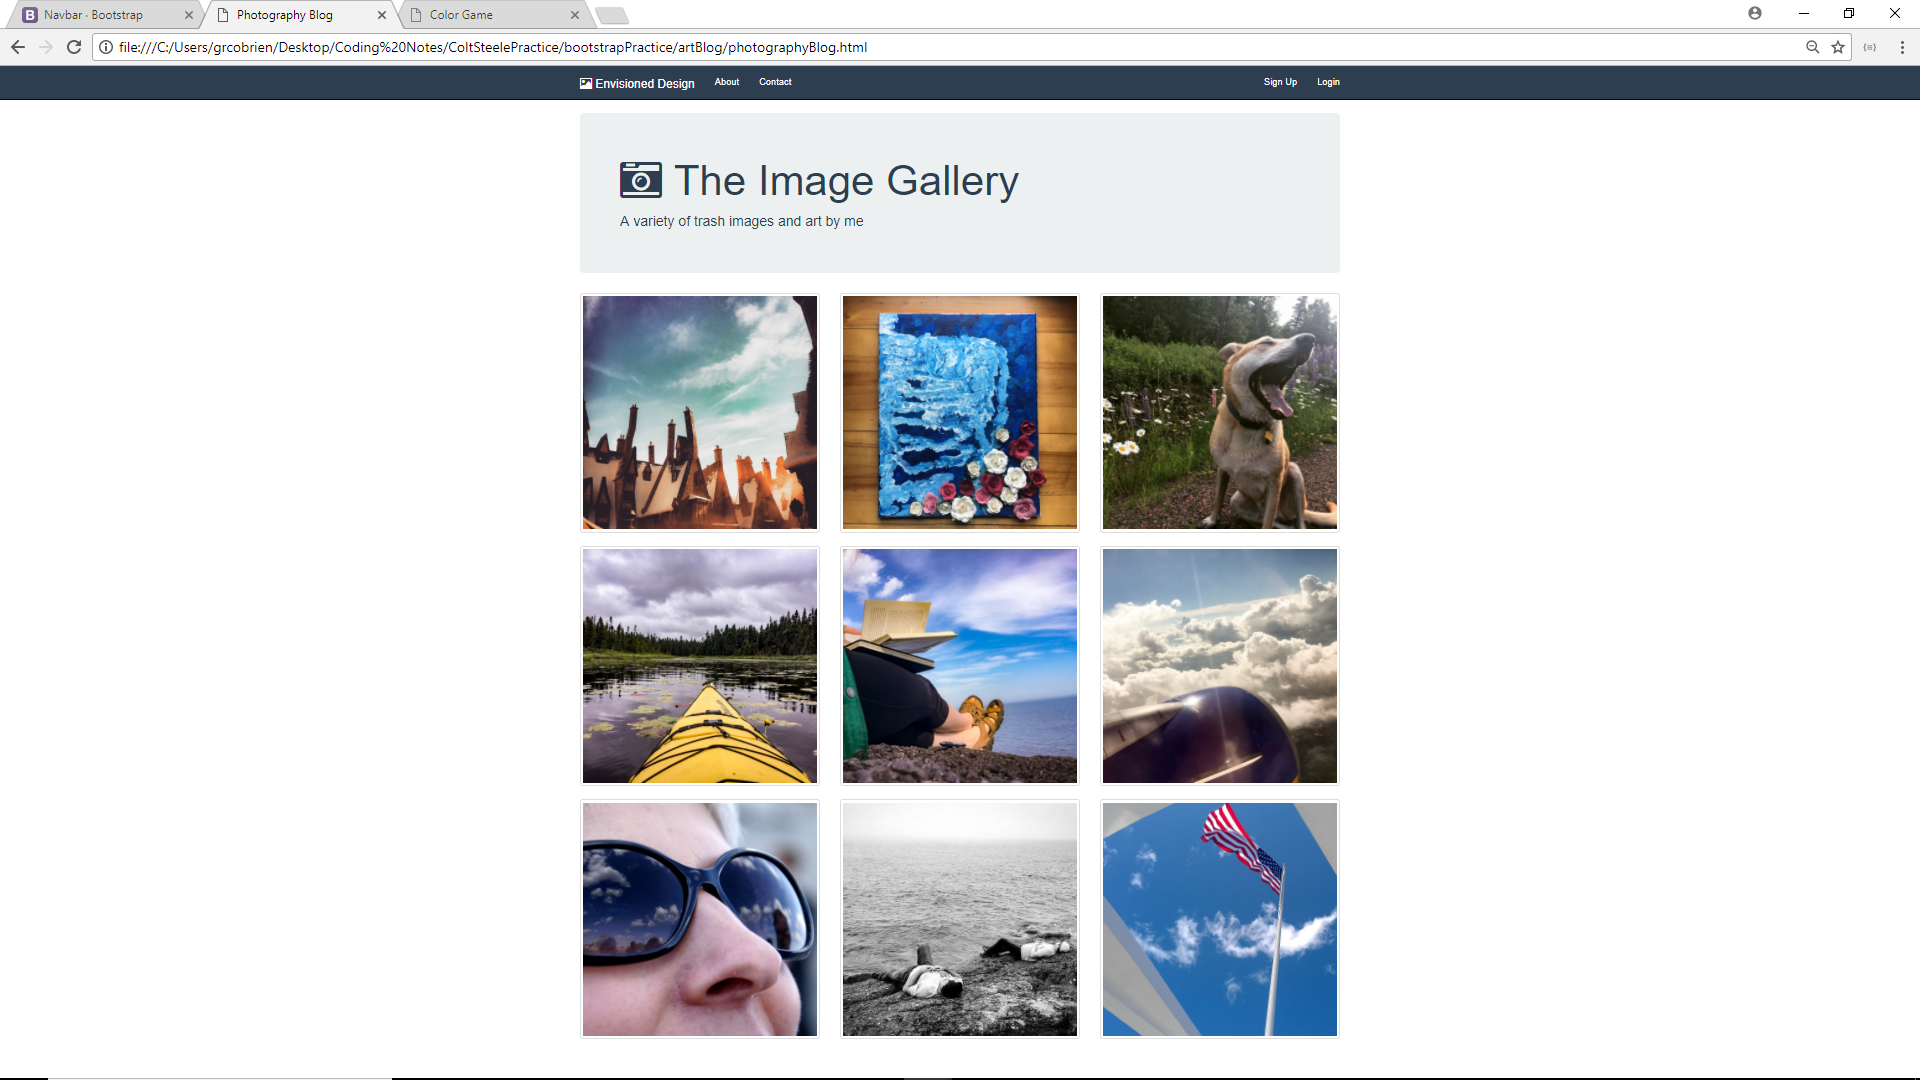 Navbar · Bootstrap
Photography Blog
Color Game
file:///C:/Users/grcobrien/Desktop/Coding%20Notes/ColtSteelePractice/bootstrapPractice/artBlog/photographyBlog.html
Envisioned Design About Contact Sign Up Login
The Image Gallery
A variety of trash images and art by me